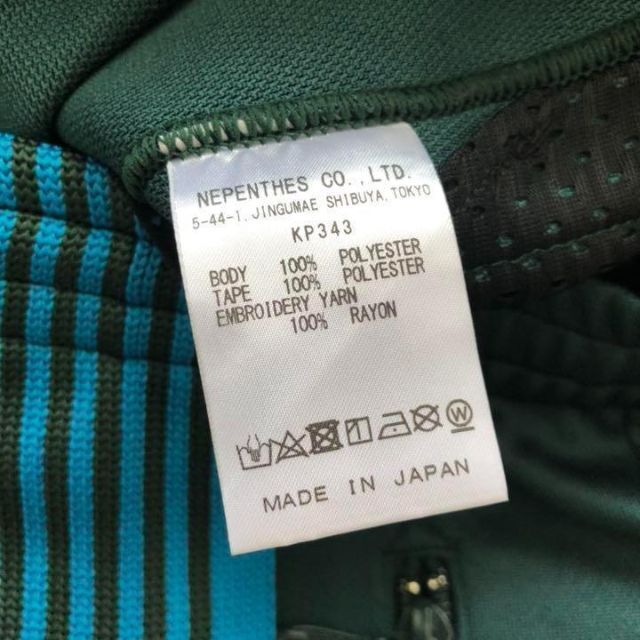 NEPENTHES CO.,LTD.
5-44-1,JINGUMAE SHIBUYA,TOKYO
KP343
BODY 100% POLYESTER
TAPE 100% POLYESTER
EMBROIDERY YARN
100% RAYON
W
MADE IN JAPAN